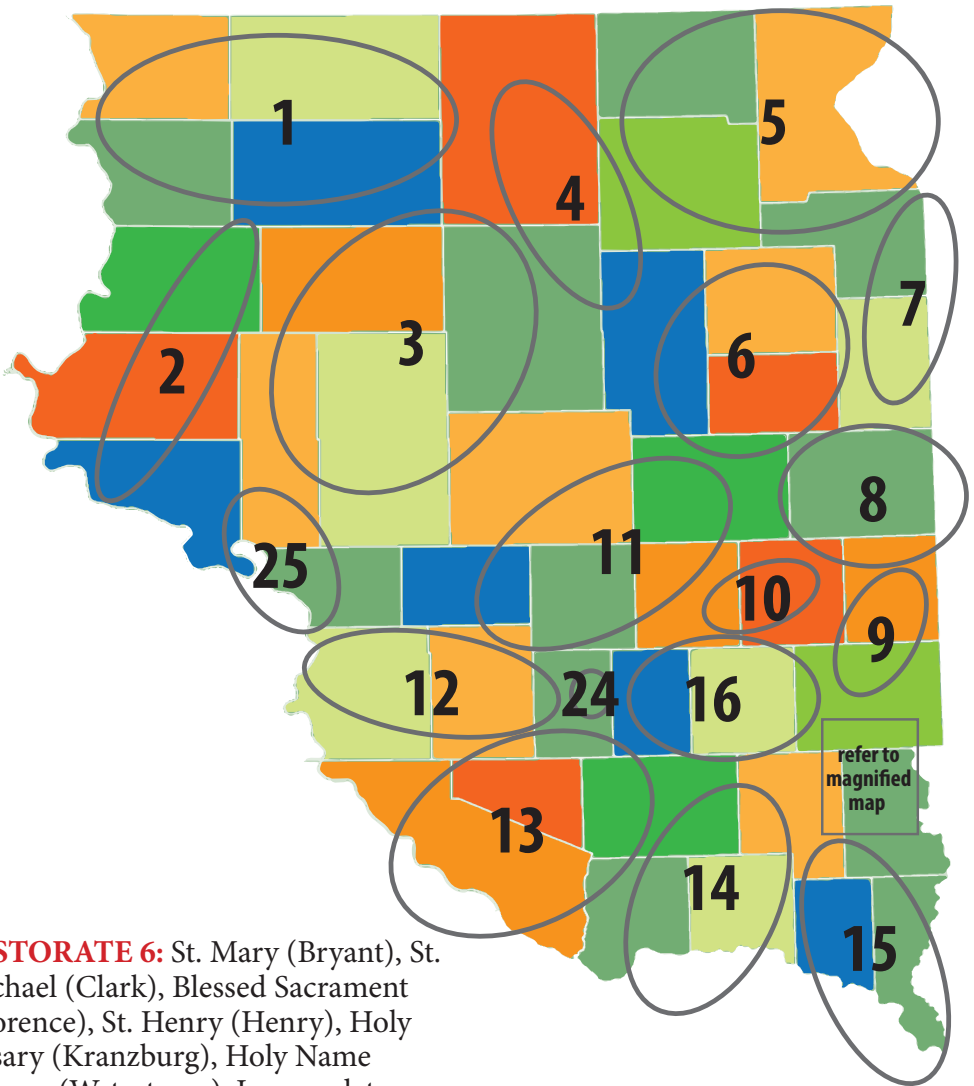 1
5
4
7
3
6
2
8
11
25
10
9
12
24
16
refer to
magnified
map
13
14
15
STORATE 6: St. Mary (Bryant), St.
chael (Clark), Blessed Sacrament
orence), St. Henry (Henry), Holy
sary (Kranzburg), Holy Name